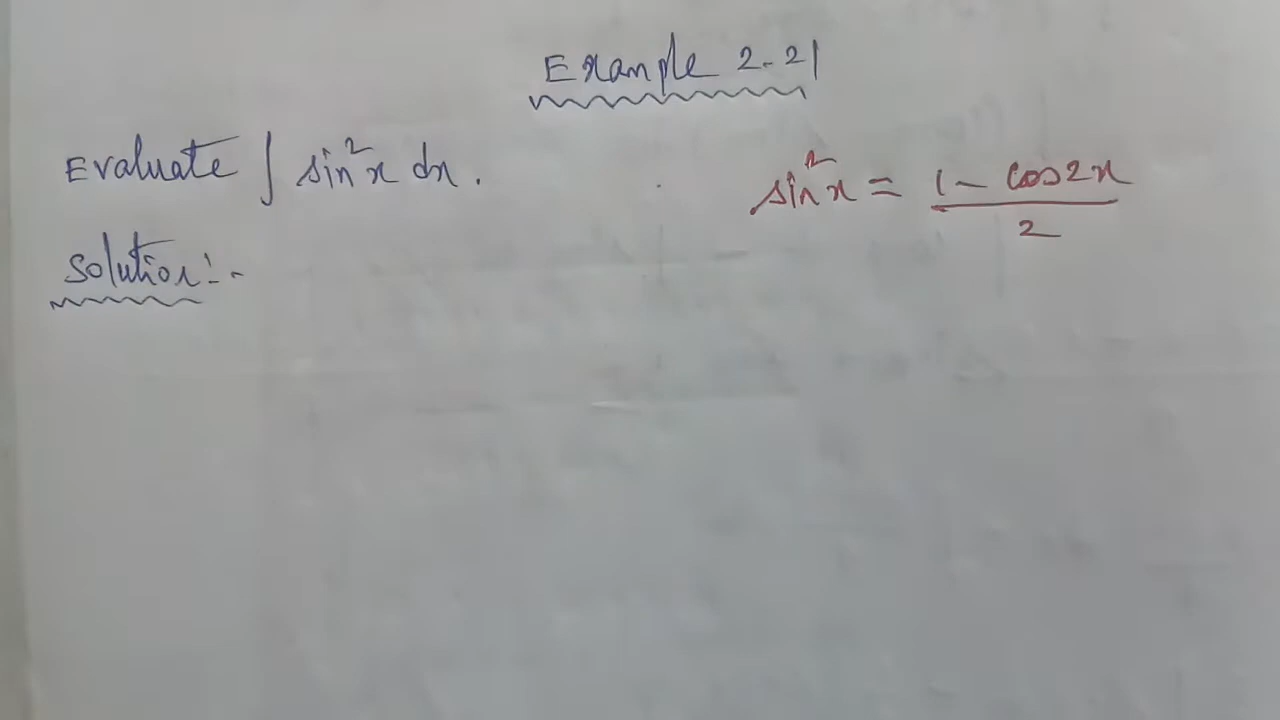 Example 2.21
Evaluate ∫ sin²x dx.
sin²x = 1 - cos2x / 2
Solution:-